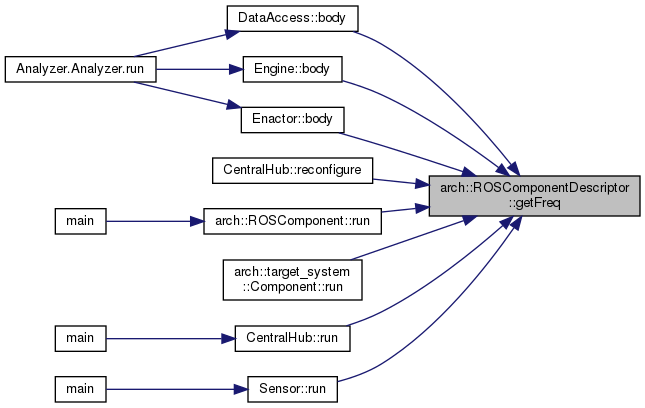 DataAccess::body
Analyzer.Analyzer.run
Engine::body
Enactor::body
CentralHub::reconfigure
arch::ROSComponentDescriptor
::getFreq
main
arch::ROSComponent::run
arch::target_system
::Component::run
main
CentralHub::run
main
Sensor::run